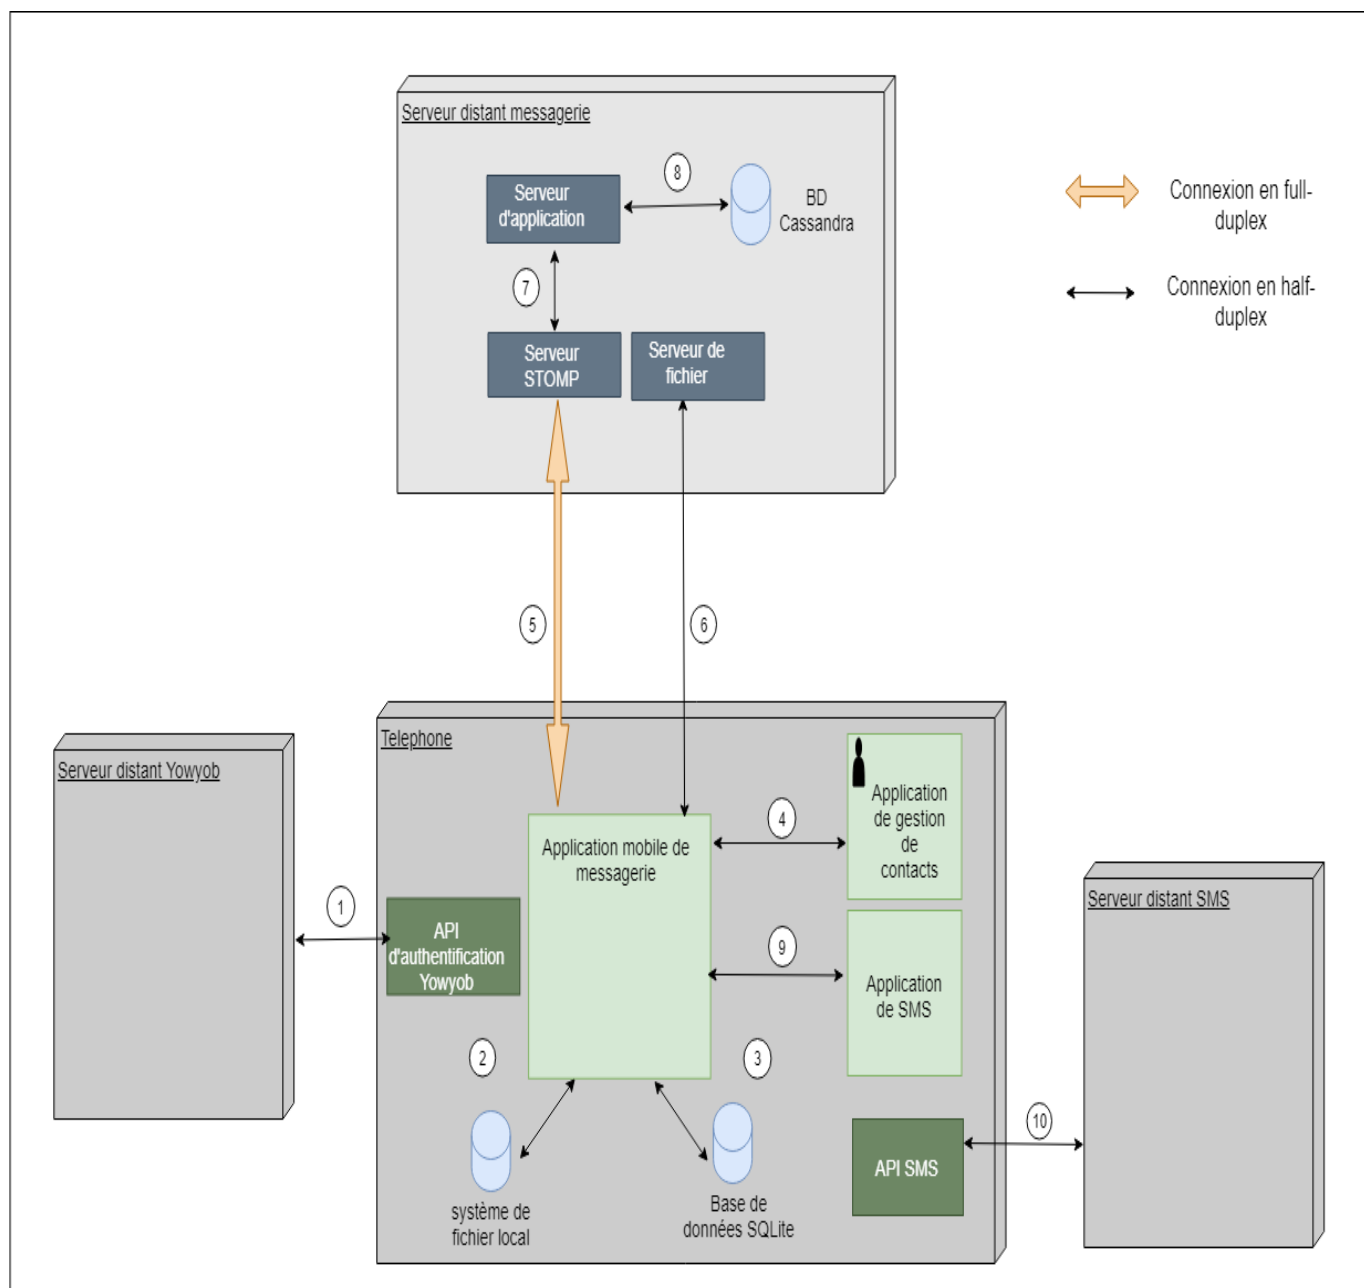 Serveur distant messagerie
Serveur
d'application
8
BD
Cassandra
7
Serveur
STOMP
Serveur de
fichier
Connexion en full-
duplex
Connexion en half-
duplex
5
6
Telephone
Serveur distant Yowyob
1
API
d'authentification
Yowyob
Application mobile de
messagerie
4
Application
de gestion
de
contacts
9
Application
de SMS
2
3
système de
fichier local
Base de
données SQLite
API SMS
10
Serveur distant SMS